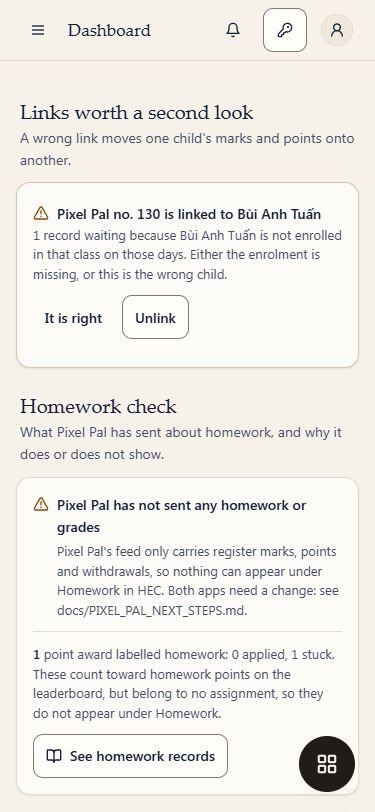 Dashboard
Links worth a second look
A wrong link moves one child's marks and points onto
another.
Pixel Pal no. 130 is linked to Bùi Anh Tuấn
1 record waiting because Bùi Anh Tuấn is not enrolled
in that class on those days. Either the enrolment is
missing, or this is the wrong child.
It is right
Unlink
Homework check
What Pixel Pal has sent about homework, and why it
does or does not show.
Pixel Pal has not sent any homework or
grades
Pixel Pal's feed only carries register marks, points
and withdrawals, so nothing can appear under
Homework in HEC. Both apps need a change: see
docs/PIXEL_PAL_NEXT_STEPS.md.
1 point award labelled homework: 0 applied, 1 stuck.
These count toward homework points on the
leaderboard, but belong to no assignment, so they
do not appear under Homework.
See homework records